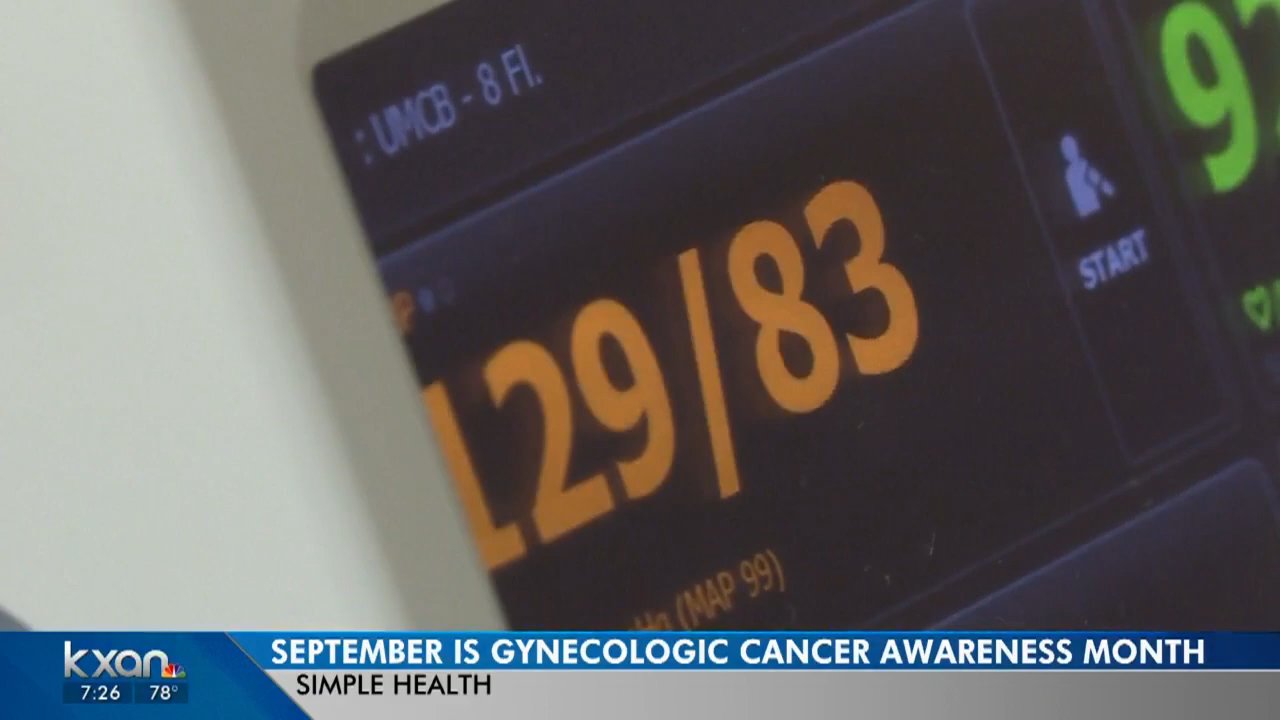 : UMCB - 8 Fl.
129/83
START
(MAP 99)
SEPTEMBER IS GYNECOLOGIC CANCER AWARENESS MONTH
kxan
7:26 78°
SIMPLE HEALTH